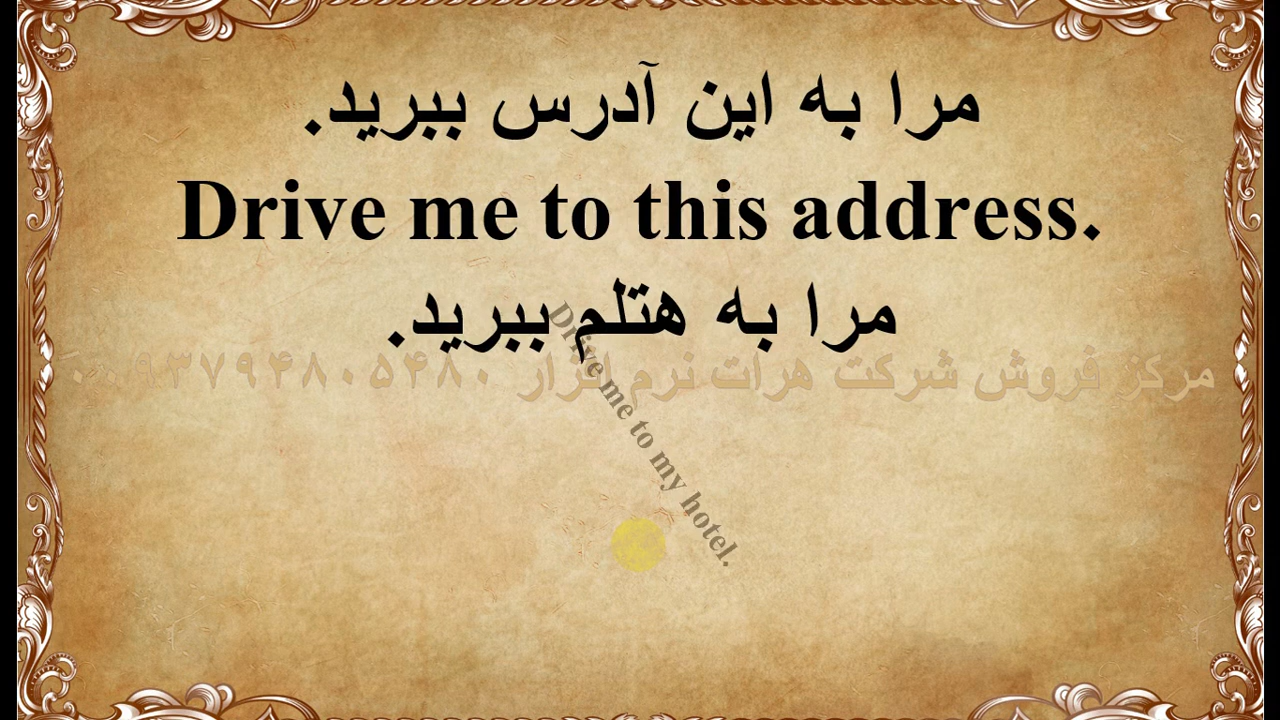 مرا به این آدرس ببرید.
Drive me to this address.
مرا به هتلم ببرید.
مرکز فروش شرکت هرات نرم افزار
Drive me to my hotel.